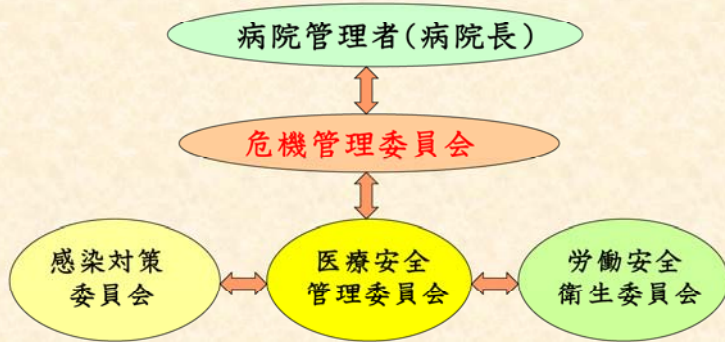 病院管理者(病院長)
危機管理委員会
感染対策
委員会
医療安全
管理委員会
労働安全
衛生委員会